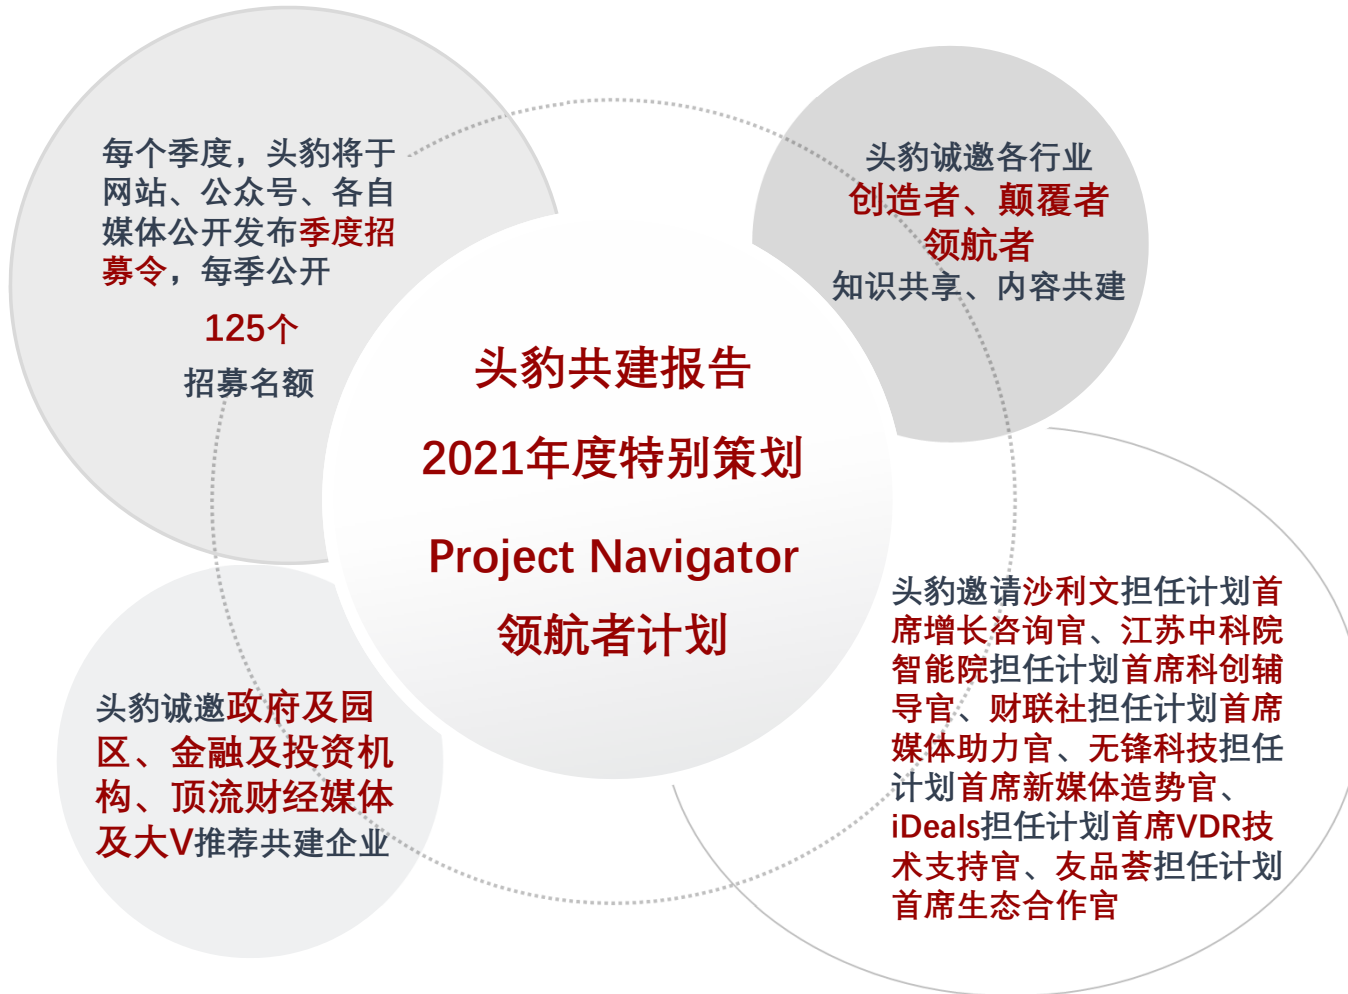 每个季度，头豹将于
网站、公众号、各自
媒体公开发布季度招
募令，每季公开
125个
招募名额
头豹诚邀各行业
创造者、颠覆者
领航者
知识共享、内容共建
头豹共建报告
2021年度特别策划
Project Navigator
领航者计划
头豹诚邀政府及园
区、金融及投资机
构、顶流财经媒体
及大V推荐共建企业
头豹邀请沙利文担任计划首
席增长咨询官、江苏中科院
智能院担任计划首席科创辅
导官、财联社担任计划首席
媒体助力官、无锋科技担任
计划首席新媒体造势官、
iDeals担任计划首席VDR技
术支持官、友品荟担任计划
首席生态合作官